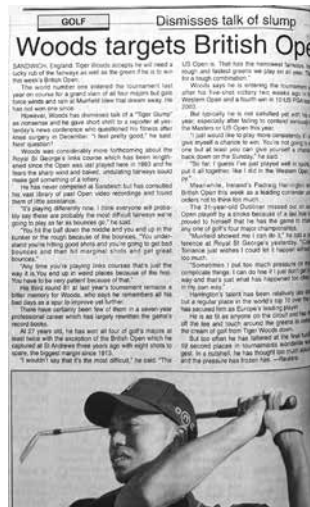 GOLF
Dismisses talk of slump
Woods targets British Ope
SANDWICH, England: Tiger Woods accepts he will need a
lucky rub of the fairways as well as the green if he is to win
this week's British Open.
The world number one entered the tournament last
year on course for a grand slam of all four majors but gale
force winds and rain at Muirfield blew that dream away. He
has not won one since.
However, Woods has dismissed talk of a "Tiger Slump"
as nonsense and he gave short shrift to a reporter at yes-
terday's news conference who questioned his fitness after
knee surgery in December. "I feel pretty good," he said.
Next question?
Woods was considerably more forthcoming about the
Royal St George's links course which has been length-
ened since the Open was last played here in 1993 and he
fears the sharp wind and baked, undulating fairways could
make golf something of a lottery.
He has never competed at Sandwich but has consulted
his vast library of past Open video recordings and found
them of little assistance.
"It's playing differently now. I think everyone will proba-
bly say these are probably the most difficult fairways we're
going to play as far as bounces go," he said.
"You hit the ball down the middle and you end up in the
bunker or the rough because of the bounces. You under-
stand you're hitting good shots and you're going to get bad
bounces and then hit marginal shots and get great
bounces."
"Any time you're playing links courses that's just the
way it is. You end up in weird places because of the hop.
You have to be very patient because of that."
His third round 81 at last year's tournament remains a
bitter memory for Woods, who says he remembers all his
bad days as a spur to improve yet further.
There have certainly been few of them in a seven-year
professional career which has largely rewritten the game's
record books.
At 27 years old, he has won all four of golf's majors at
least twice with the exception of the British Open which he
captured at St Andrews three years ago with eight shots to
spare, the biggest margin since 1913.
"I wouldn't say that it's the most difficult," he said. "The
US Open is. That has the narrowest fairways,
rough and fastest greens we play on all year.
for a tough combination."
Woods says he is entering the tournament
after his five-shot victory two weeks ago
Western Open and a fourth win in 10 US PGA
2003.
But typically he is not satisfied yet with
year, especially after failing to contend
the Masters or US Open this year.
"I just would like to play more consistently
give myself a chance to win. You're not going to
one but at least you can give yourself a chance
back down on the Sunday," he said.
"So far, I guess I've just played well in
put it all together, like I did in the Western Open
go."
Meanwhile, Ireland's Padraig Harrington
British Open this week as a leading contender
orders not to think too much.
The 31-year-old Dubliner missed out in
Open playoff by a stroke because of a
proved to himself that he has the game to
any one of golf's four major championships.
"Muirfield showed me I can do it," he told a
ference at Royal St George's yesterday.
Torrance just wishes I could let it happen
too much.
"Sometimes I put too much pressure on
complicate things. I can do fine if I just don't get in
way and that's just what has happened
in my own way."
Harrington's talent has been relatively
but a regular place in the world's top 10 over
has secured him as Europe's leading player.
He is as fit as anyone on the circuit and has
off the tee and touch around the greens to
the cream of golf from Tiger Woods down.
But too often he has faltered at the final
19 second places in tournaments worldwide
gest. In a nutshell, he has thought too much
and the pressure has frozen him. —Reuters